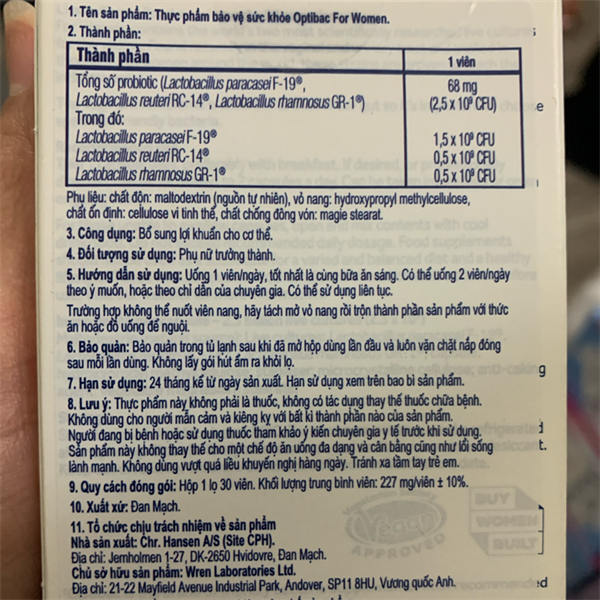 1. Tên sản phẩm: Thực phẩm bảo vệ sức khỏe Optibac For Women.
2. Thành phần:
Thành phần 1 viên
Tổng số probiotic (Lactobacillus paracasei F-19®, 68 mg
Lactobacillus reuteri RC-14®, Lactobacillus rhamnosus GR-1®) (2,5 x 10⁹ CFU)
Trong đó:
Lactobacillus paracasei F-19® 1,5 x 10⁹ CFU
Lactobacillus reuteri RC-14® 0,5 x 10⁹ CFU
Lactobacillus rhamnosus GR-1® 0,5 x 10⁹ CFU
Phụ liệu: chất độn: maltodextrin (nguồn tự nhiên), vỏ nang: hydroxypropyl methylcellulose,
chất ổn định: cellulose vi tinh thể, chất chống đông vón: magie stearat.
3. Công dụng: Bổ sung lợi khuẩn cho cơ thể.
4. Đối tượng sử dụng: Phụ nữ trưởng thành.
5. Hướng dẫn sử dụng: Uống 1 viên/ngày, tốt nhất là cùng bữa ăn sáng. Có thể uống 2 viên/ngày
theo ý muốn, hoặc theo chỉ dẫn của chuyên gia. Có thể sử dụng liên tục.
Trường hợp không thể nuốt viên nang, hãy tách mở vỏ nang rồi trộn thành phần sản phẩm với thức
ăn hoặc đồ uống để nguội.
6. Bảo quản: Bảo quản trong tủ lạnh sau khi đã mở hộp dùng lần đầu và luôn vặn chặt nắp đóng
sau mỗi lần dùng. Không lấy gói hút ẩm ra khỏi lọ.
7. Hạn sử dụng: 24 tháng kể từ ngày sản xuất. Hạn sử dụng xem trên bao bì sản phẩm.
8. Lưu ý: Thực phẩm này không phải là thuốc, không có tác dụng thay thế thuốc chữa bệnh.
Không dùng cho người mẫn cảm và kiêng kỵ với bất kì thành phần nào của sản phẩm.
Người đang bị bệnh hoặc sử dụng thuốc tham khảo ý kiến chuyên gia y tế trước khi sử dụng.
Sản phẩm này không thay thế cho một chế độ ăn uống đa dạng và cân bằng cũng như lối sống
lành mạnh. Không dùng vượt quá liều khuyến nghị hàng ngày. Tránh xa tầm tay trẻ em.
9. Quy cách đóng gói: Hộp 1 lọ 30 viên. Khối lượng trung bình viên: 227 mg/viên ± 10%.
10. Xuất xứ: Đan Mạch.
11. Tổ chức chịu trách nhiệm về sản phẩm
Nhà sản xuất: Chr. Hansen A/S (Site CPH).
Địa chỉ: Jernholmen 1-27, DK-2650 Hvidovre, Đan Mạch.
Chủ sở hữu sản phẩm: Wren Laboratories Ltd.
Địa chỉ: 21-22 Mayfield Avenue Industrial Park, Andover, SP11 8HU, Vương quốc Anh.
Vegan
APPROVED
BUY
WOMEN
BUILT